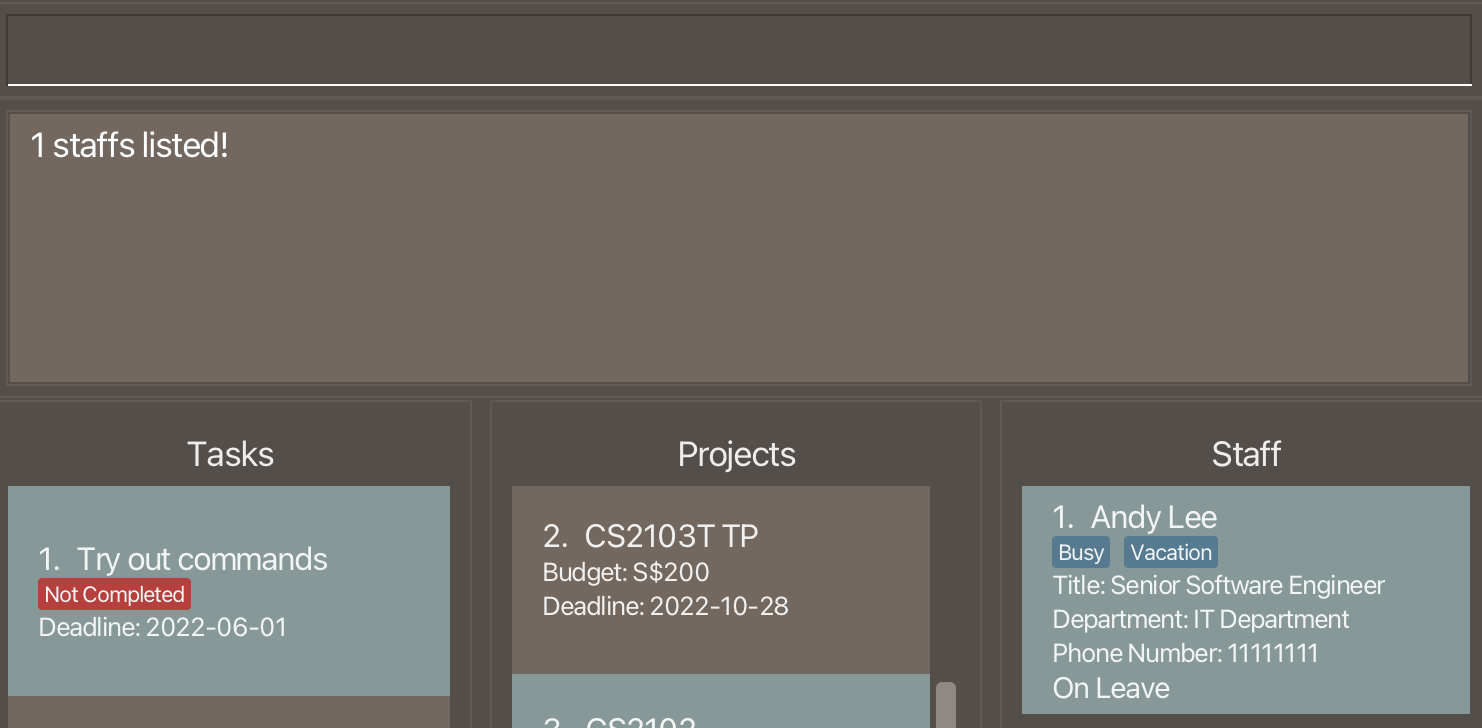 1 staffs listed!
Tasks
1. Try out commands
Not Completed
Deadline: 2022-06-01
Projects
2. CS2103T TP
Budget: S$200
Deadline: 2022-10-28
3. CS2102
Staff
1. Andy Lee
Busy Vacation
Title: Senior Software Engineer
Department: IT Department
Phone Number: 11111111
On Leave